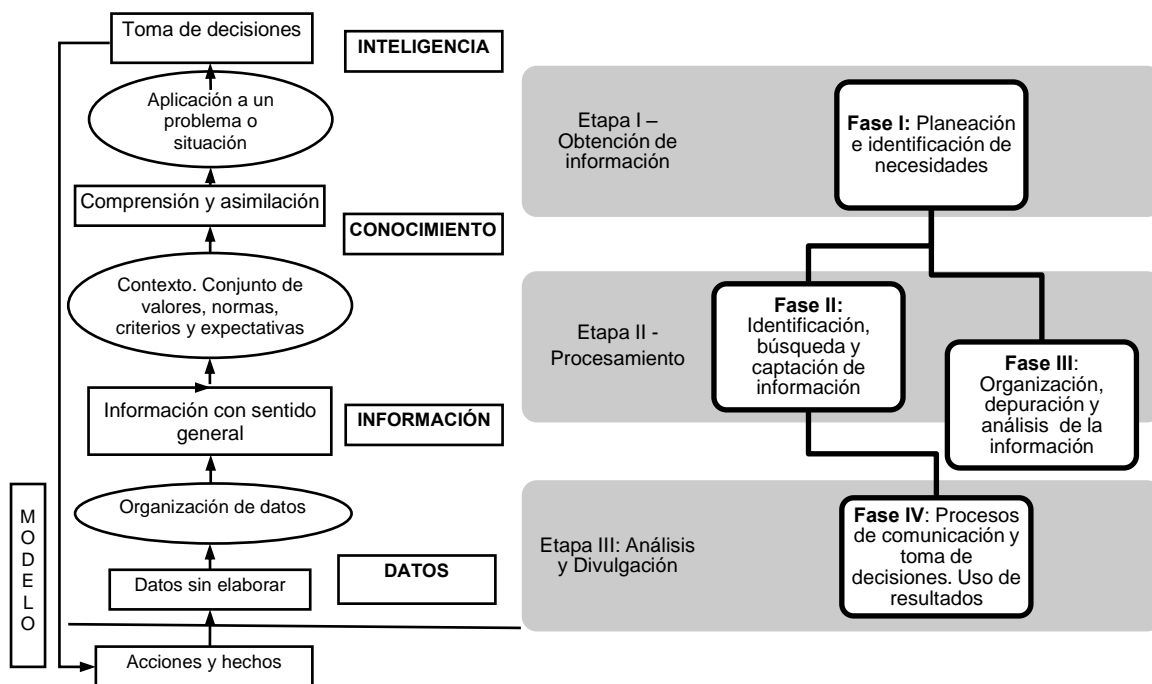 Toma de decisiones
INTELIGENCIA
Aplicación a un
problema o
situación
Comprensión y asimilación
CONOCIMIENTO
Contexto. Conjunto de
valores, normas,
criterios y expectativas
Información con sentido
general
INFORMACIÓN
Organización de datos
Datos sin elaborar
DATOS
Acciones y hechos
M
O
D
E
L
O
Etapa I –
Obtención de
información
Fase I: Planeación
e identificación de
necesidades
Etapa II -
Procesamiento
Fase II:
Identificación,
búsqueda y
captación de
información
Fase III:
Organización,
depuración y
análisis de la
información
Etapa III: Análisis
y Divulgación
Fase IV: Procesos
de comunicación y
toma de
decisiones. Uso de
resultados